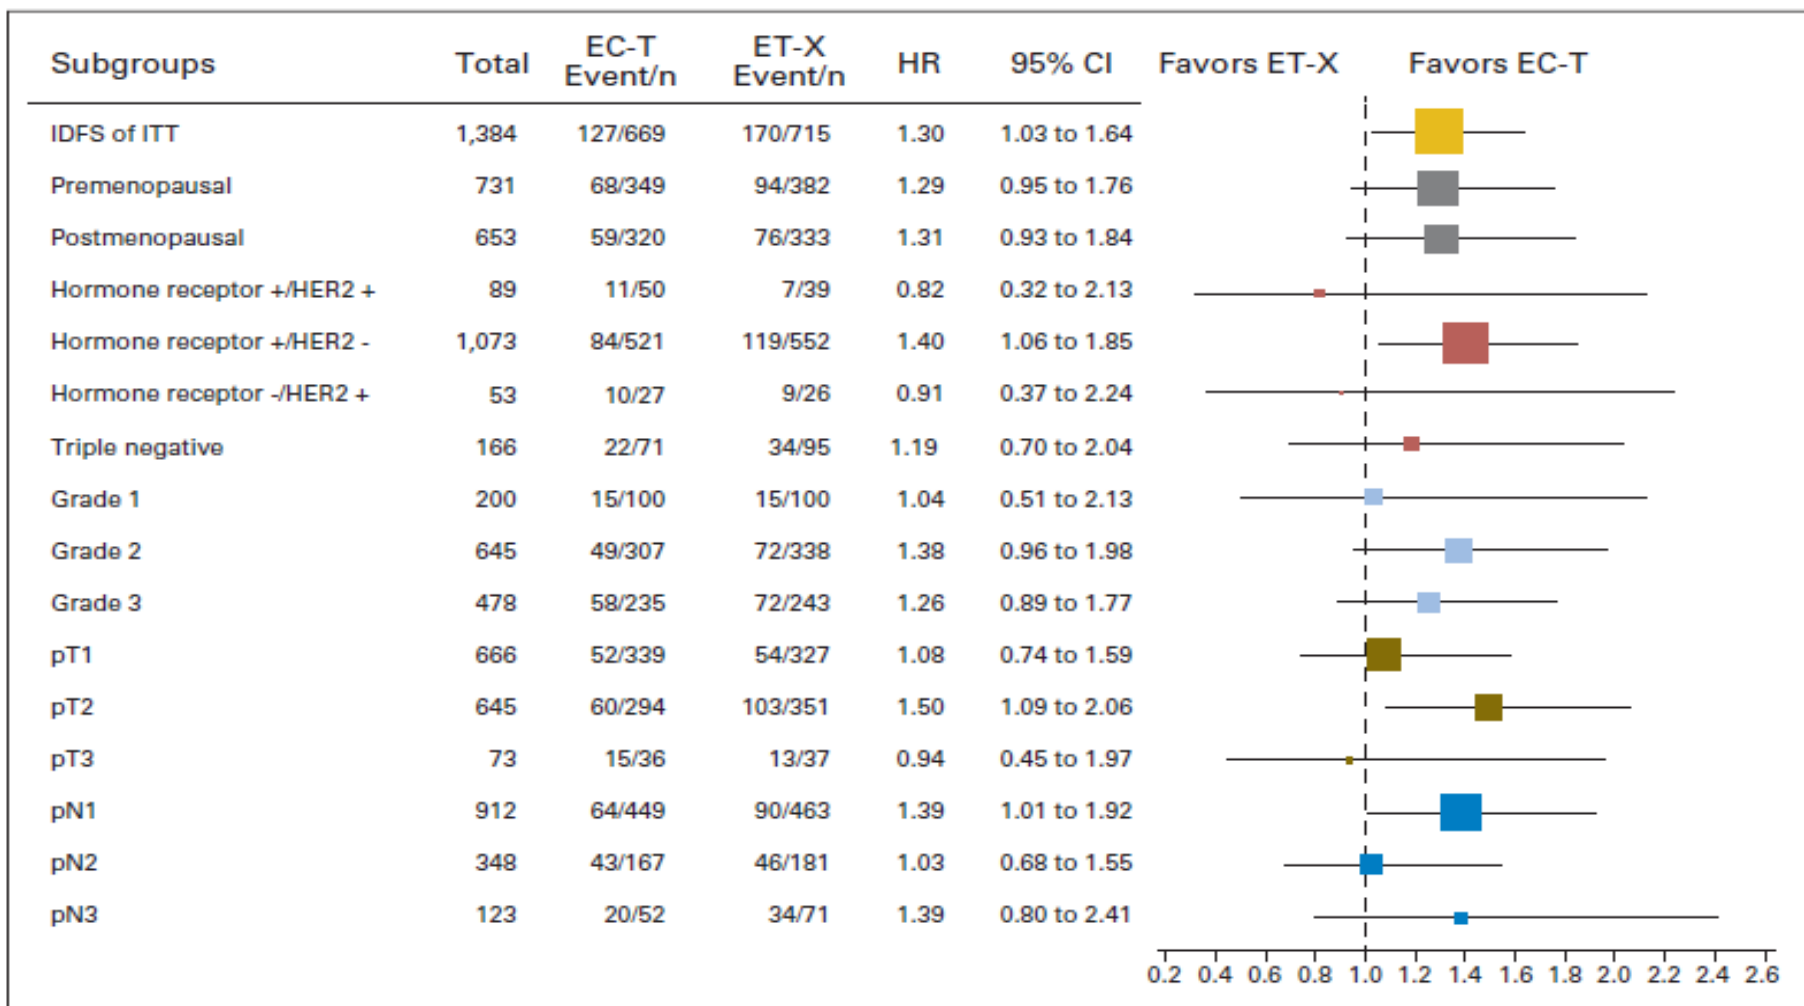 Subgroups Total EC-T Event/n ET-X Event/n HR 95% CI Favors ET-X Favors EC-T
IDFS of ITT 1,384 127/669 170/715 1.30 1.03 to 1.64
Premenopausal 731 68/349 94/382 1.29 0.95 to 1.76
Postmenopausal 653 59/320 76/333 1.31 0.93 to 1.84
Hormone receptor +/HER2 + 89 11/50 7/39 0.82 0.32 to 2.13
Hormone receptor +/HER2 - 1,073 84/521 119/552 1.40 1.06 to 1.85
Hormone receptor -/HER2 + 53 10/27 9/26 0.91 0.37 to 2.24
Triple negative 166 22/71 34/95 1.19 0.70 to 2.04
Grade 1 200 15/100 15/100 1.04 0.51 to 2.13
Grade 2 645 49/307 72/338 1.38 0.96 to 1.98
Grade 3 478 58/235 72/243 1.26 0.89 to 1.77
pT1 666 52/339 54/327 1.08 0.74 to 1.59
pT2 645 60/294 103/351 1.50 1.09 to 2.06
pT3 73 15/36 13/37 0.94 0.45 to 1.97
pN1 912 64/449 90/463 1.39 1.01 to 1.92
pN2 348 43/167 46/181 1.03 0.68 to 1.55
pN3 123 20/52 34/71 1.39 0.80 to 2.41
0.2 0.4 0.6 0.8 1.0 1.2 1.4 1.6 1.8 2.0 2.2 2.4 2.6